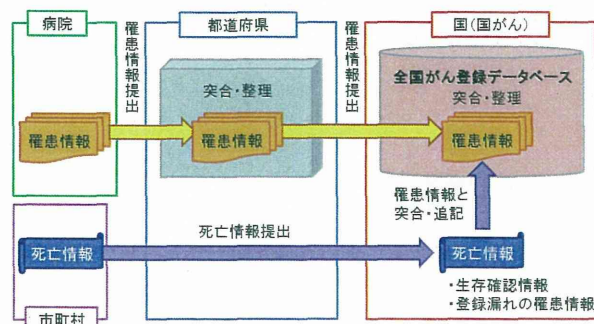 病院
罹患情報提出
都道府県
罹患情報提出
国(国がん)
突合・整理
全国がん登録データベース
突合・整理
罹患情報
罹患情報
罹患情報
罹患情報と
突合・追記
死亡情報
死亡情報提出
死亡情報
・生存確認情報
・登録漏れの罹患情報
市町村